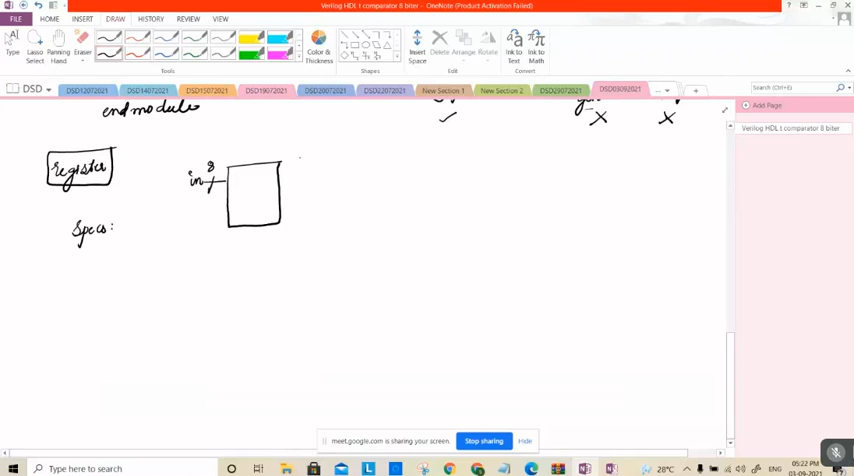 Verilog HDL t comparator 8 biter - OneNote (Product Activation Failed)
FILE HOME INSERT DRAW HISTORY REVIEW VIEW
Type Lasso Select Panning Hand Eraser Color & Thickness Insert Space Delete Arrange Rotate Ink to Text Ink to Math
Tools Shapes Edit Convert
DSD DSD12072021 DSD14072021 DSD15072021 DSD19072021 DSD20072021 DSD22072021 New Section 1 New Section 2 DSD29072021 DSD03092021 Search (Ctrl+E)
Add Page
Verilog HDL t comparator 8 biter
endmodule
Register
in 8
Specs:
meet.google.com is sharing your screen. Stop sharing Hide
Type here to search
28°C
05:22 PM
03-09-2021